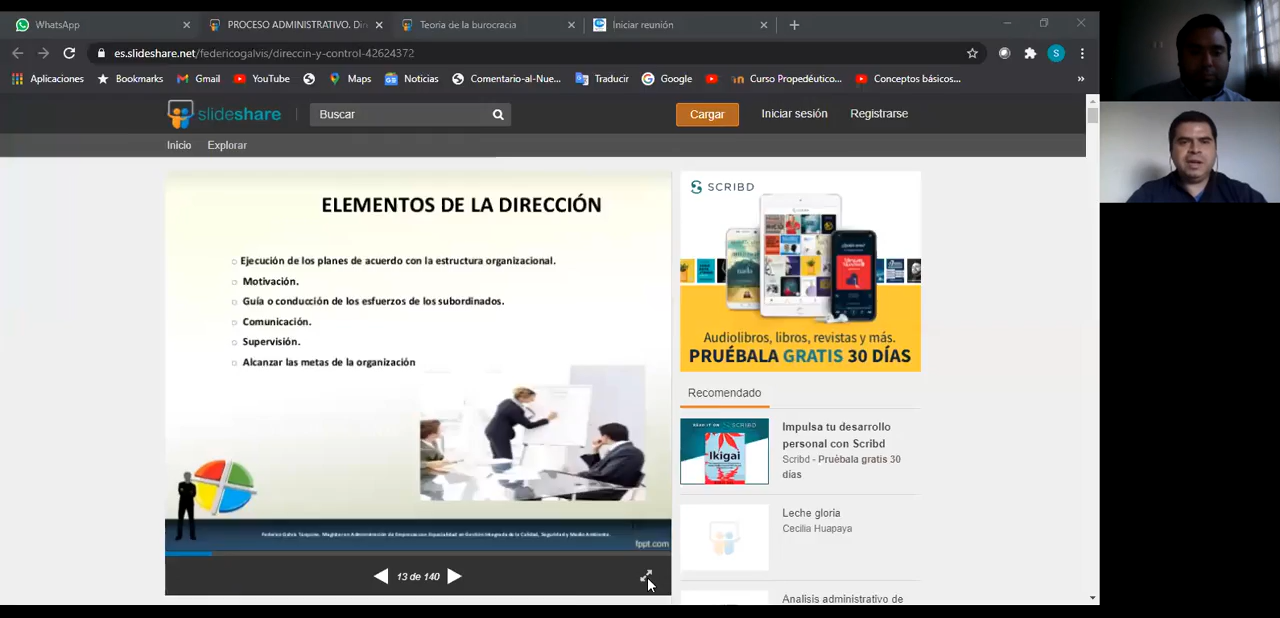 WhatsApp
PROCESO ADMINISTRATIVO. Dir
Teoría de la burocracia
Iniciar reunión
es.slideshare.net/federicogalvis/direccin-y-control-42624372
S
Aplicaciones
Bookmarks
Gmail
YouTube
Maps
Noticias
Comentario-al-Nue...
Traducir
Google
Curso Propedéutico...
Conceptos básicos...
»
slideshare
Buscar
Cargar
Iniciar sesión
Registrarse
Inicio
Explorar
ELEMENTOS DE LA DIRECCIÓN
Ejecución de los planes de acuerdo con la estructura organizacional.
Motivación.
Guía o conducción de los esfuerzos de los subordinados.
Comunicación.
Supervisión.
Alcanzar las metas de la organización
fppt.com
13 de 140
SCRIBD
Audiolibros, libros, revistas y más.
PRUÉBALA GRATIS 30 DÍAS
Recomendado
Ikigai
Impulsa tu desarrollo
personal con Scribd
Scribd - Pruébala gratis 30
días
Leche gloria
Cecilia Huapaya
Analisis administrativo de